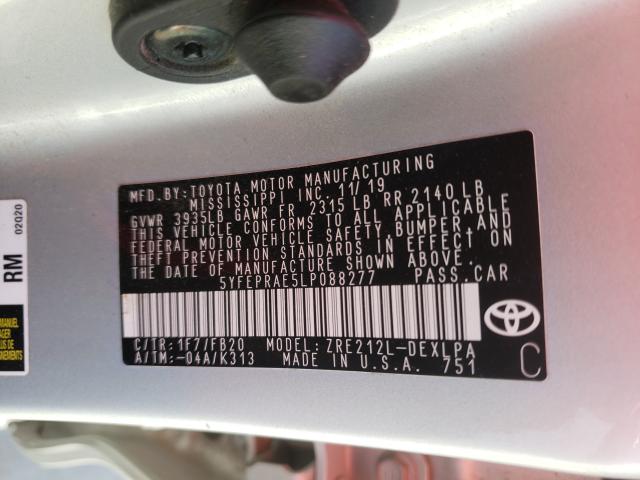 MFD. BY: TOYOTA MOTOR MANUFACTURING
MISSISSIPPI INC. 11/19
GVWR 3935LB GAWR FR 2315 LB RR 2140 LB
THIS VEHICLE CONFORMS TO ALL APPLICABLE
FEDERAL MOTOR VEHICLE SAFETY, BUMPER, AND
THEFT PREVENTION STANDARDS IN EFFECT ON
THE DATE OF MANUFACTURE SHOWN ABOVE.
5YFEPRAE5LP088277 PASS. CAR
C/TR: 1F7/FB20 MODEL: ZRE212L-DEXLPA
A/TM: -04A/K313 MADE IN U.S.A. 751
C
RM
02020
MANUEL